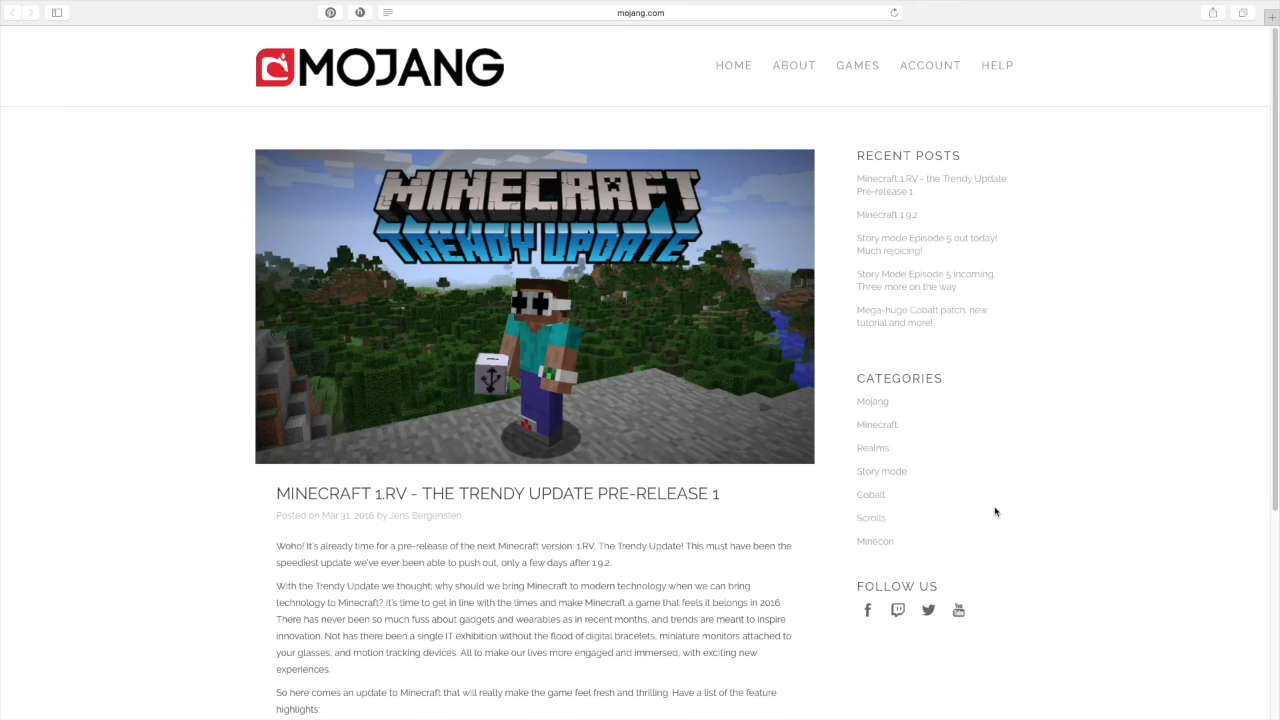 mojang.com
MOJANG
HOME ABOUT GAMES ACCOUNT HELP
MINECRAFT
TRENDY UPDATE
MINECRAFT 1.RV - THE TRENDY UPDATE PRE-RELEASE 1
Posted on Mar 31, 2016 by Jens Bergensten
Woho! It's already time for a pre-release of the next Minecraft version: 1.RV, The Trendy Update! This must have been the
speediest update we've ever been able to push out, only a few days after 1.9.2.
With the Trendy Update we thought; why should we bring Minecraft to modern technology when we can bring
technology to Minecraft? It's time to get in line with the times and make Minecraft a game that feels it belongs in 2016.
There has never been so much fuss about gadgets and wearables as in recent months, and trends are meant to inspire
innovation. Not has there been a single IT exhibition without the flood of digital bracelets, miniature monitors attached to
your glasses, and motion tracking devices. All to make our lives more engaged and immersed, with exciting new
experiences.
So here comes an update to Minecraft that will really make the game feel fresh and thrilling. Have a list of the feature
highlights:
RECENT POSTS
Minecraft 1.RV - the Trendy Update
Pre-release 1
Minecraft 1.9.2
Story mode Episode 5 out today!
Much rejoicing!
Story Mode Episode 5 incoming.
Three more on the way
Mega-huge Cobalt patch: new
tutorial and more!
CATEGORIES
Mojang
Minecraft
Realms
Story mode
Cobalt
Scrolls
Minecon
FOLLOW US